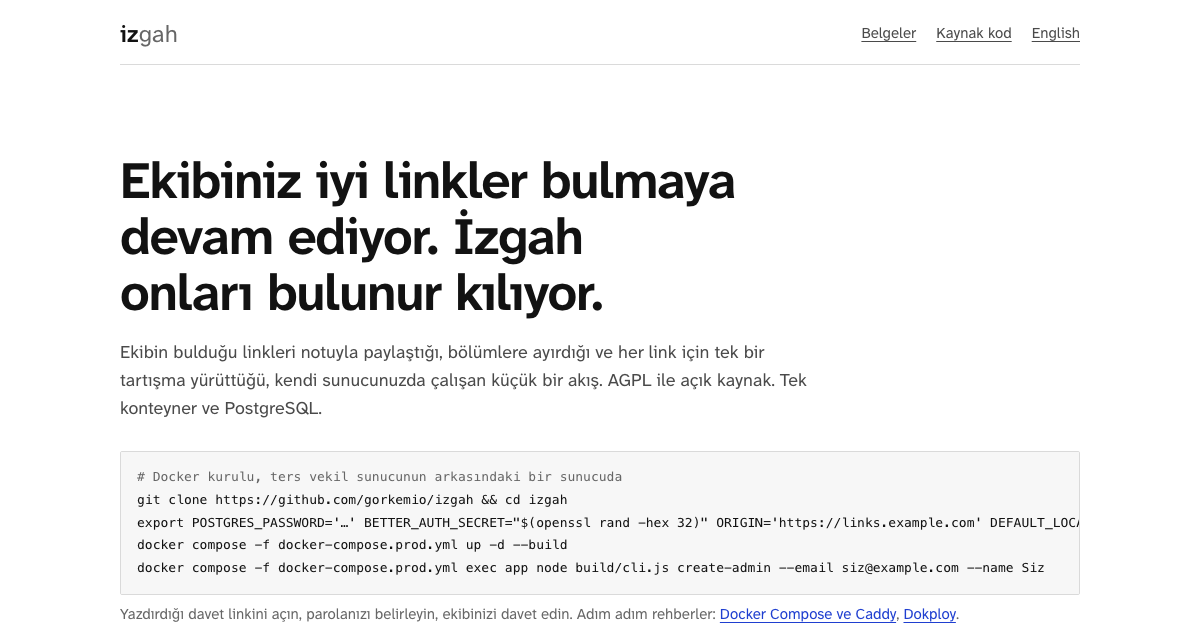 izgah
Belgeler Kaynak kod English
Ekibiniz iyi linkler bulmaya
devam ediyor. İzgah
onları bulunur kılıyor.
Ekibin bulduğu linkleri notuyla paylaştığı, bölümlere ayırdığı ve her link için tek bir
tartışma yürüttüğü, kendi sunucunuzda çalışan küçük bir akış. AGPL ile açık kaynak. Tek
konteyner ve PostgreSQL.
# Docker kurulu, ters vekil sunucunun arkasındaki bir sunucuda
git clone https://github.com/gorkemio/izgah && cd izgah
export POSTGRES_PASSWORD='…' BETTER_AUTH_SECRET="$(openssl rand -hex 32)" ORIGIN='https://links.example.com' DEFAULT_LOCA
docker compose -f docker-compose.prod.yml up -d --build
docker compose -f docker-compose.prod.yml exec app node build/cli.js create-admin --email siz@example.com --name Siz
Yazdırdığı davet linkini açın, parolanızı belirleyin, ekibinizi davet edin. Adım adım rehberler: Docker Compose ve Caddy, Dokploy.